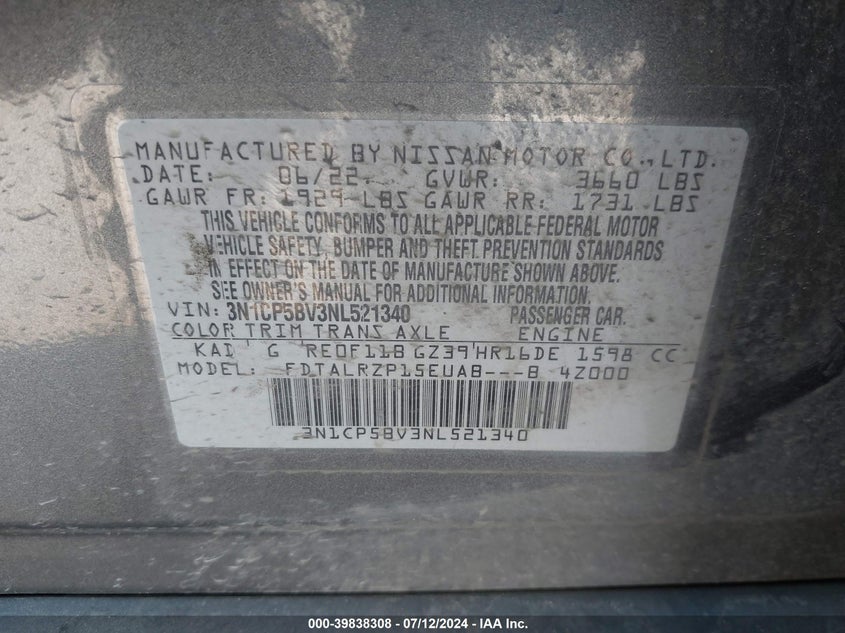 MANUFACTURED BY NISSAN MOTOR CO., LTD.
DATE: 06/22 GVWR: 3660 LBS
GAWR FR: 1929 LBS GAWR RR: 1731 LBS
THIS VEHICLE CONFORMS TO ALL APPLICABLE FEDERAL MOTOR
VEHICLE SAFETY, BUMPER AND THEFT PREVENTION STANDARDS
IN EFFECT ON THE DATE OF MANUFACTURE SHOWN ABOVE.
SEE OWNER'S MANUAL FOR ADDITIONAL INFORMATION.
VIN: 3N1CP5BV3NL521340 PASSENGER CAR.
COLOR TRIM TRANS AXLE ENGINE
KAD G RE0F11B GZ39 HR16DE 1598 CC
MODEL: FDTALRZP15EUAB---B 4Z000
3N1CP5BV3NL521340
000-39838308 - 07/12/2024 - IAAI.com